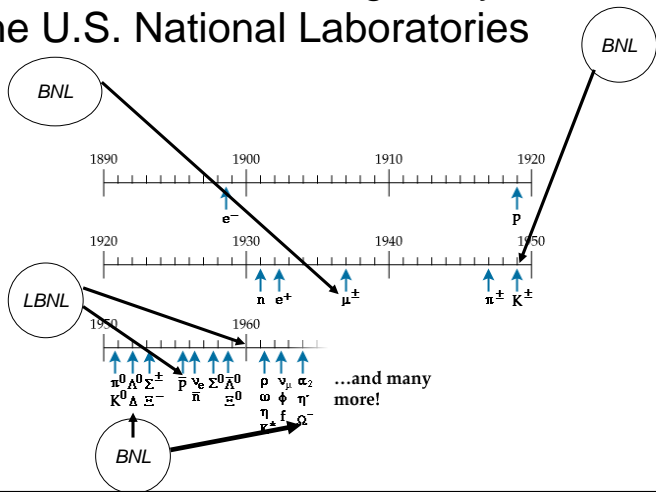 he U.S. National Laboratories
BNL
BNL
1890 1900 1910 1920
e⁻ p
1920 1930 1940 1950
n e⁺ μ± π± K±
LBNL
1950 1960
π⁰ Λ⁰ Σ± p̅ νₑ Σ⁰ Λ̅⁰ ρ νμ α₂
K⁰ Δ Ξ⁻ n̅ Ξ⁰ ω ϕ η′
η f Ω⁻
K*
…and many
more!
BNL